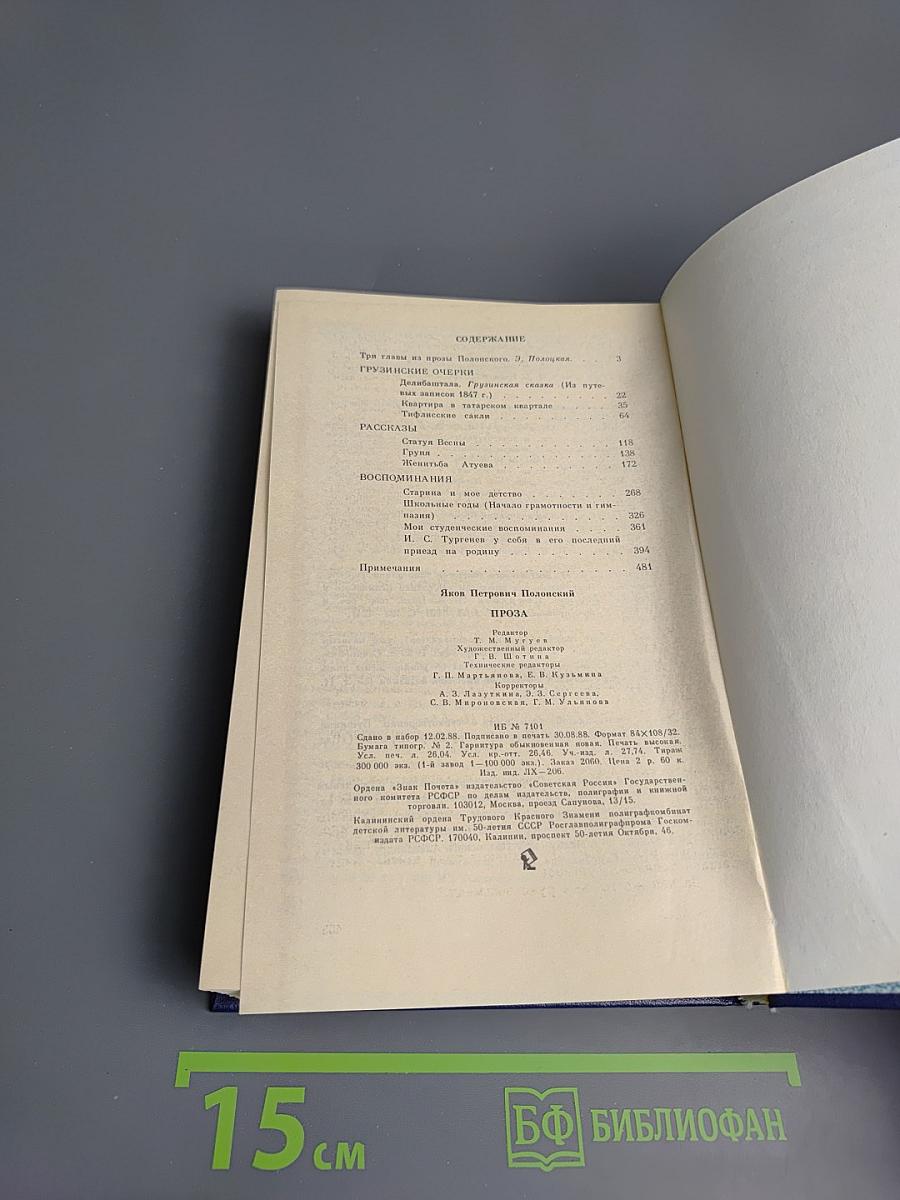 СОДЕРЖАНИЕ
Три главы из прозы Полонского. Э. Полоцкая. . . . 3
ГРУЗИНСКИЕ ОЧЕРКИ
Делибаштала. Грузинская сказка (Из путе-
вых записок 1847 г.) . . . . . . . . . 22
Квартира в татарском квартале . . . . . 35
Тифлисские сакли . . . . . . . . . . 64
РАССКАЗЫ
Статуя Весны . . . . . . . . . . . 118
Груня . . . . . . . . . . . . . . 138
Женитьба Атуева . . . . . . . . . . 172
ВОСПОМИНАНИЯ
Старина и мое детство . . . . . . . . 268
Школьные годы (Начало грамотности и гим-
назия) . . . . . . . . . . . . . . 326
Мои студенческие воспоминания . . . . 361
И. С. Тургенев у себя в его последний
приезд на родину . . . . . . . . . . 394
Примечания . . . . . . . . . . . . . . 481
Яков Петрович Полонский
ПРОЗА
Редактор
Т. М. Мугуев
Художественный редактор
Г. В. Шотина
Технические редакторы
Г. П. Мартьянова, Е. В. Кузьмина
Корректоры
А. З. Лазуткина, Э. З. Сергеева,
С. В. Мироновская, Г. М. Ульянова
ИБ № 7101
Сдано в набор 12.02.88. Подписано в печать 30.08.88. Формат 84×108/32.
Бумага типогр. № 2. Гарнитура обыкновенная новая. Печать высокая.
Усл. печ. л. 26,04. Усл. кр.-отт. 26,46. Уч.-изд. л. 27,74. Тираж
300 000 экз. (1-й завод 1—100 000 экз.). Заказ 2060. Цена 2 р. 60 к.
Изд. инд. ЛХ—206.
Ордена «Знак Почета» издательство «Советская Россия» Государствен-
ного комитета РСФСР по делам издательств, полиграфии и книжной
торговли. 103012, Москва, проезд Сапунова, 13/15.
Калининский ордена Трудового Красного Знамени полиграфкомбинат
детской литературы им. 50-летия СССР Росглавполиграфпрома Госком-
издата РСФСР. 170040, Калинин, проспект 50-летия Октября, 46.
15 см
БФ БИБЛИОФАН